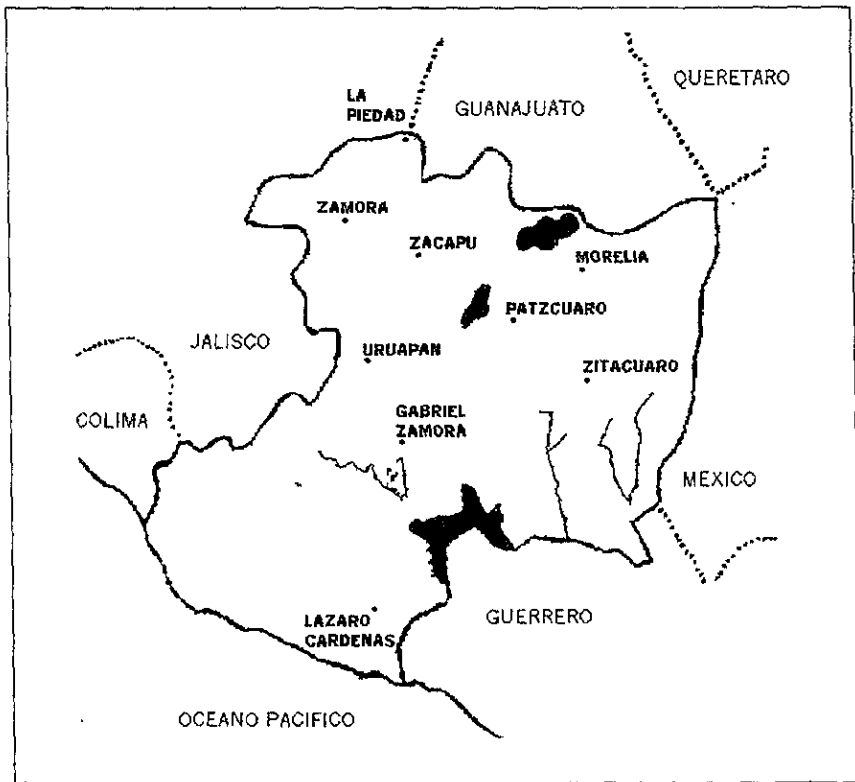 QUERETARO
LA
PIEDAD
GUANAJUATO
ZAMORA
ZACAPU
MORELIA
PATZCUARO
JALISCO
URUAPAN
ZITACUARO
COLIMA
GABRIEL
ZAMORA
MEXICO
LAZARO
CARDENAS
GUERRERO
OCEANO PACIFICO